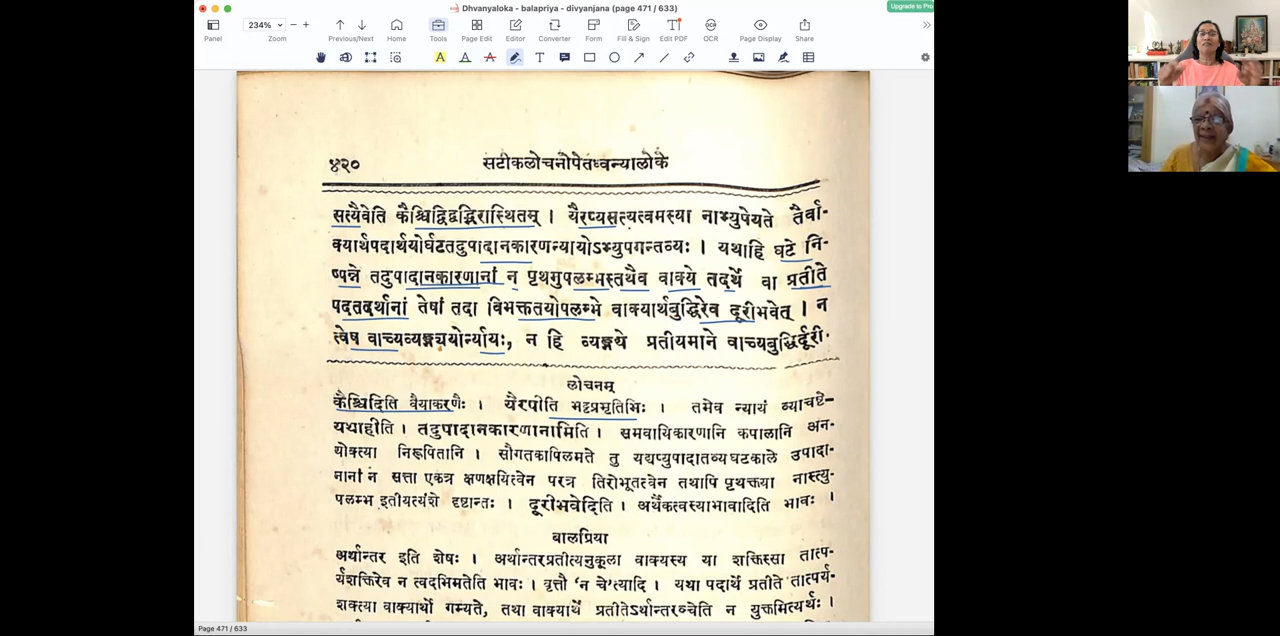 Dhvanyaloka - balapriya - divyanjana (page 471 / 633)
Upgrade to Pro
234%
Panel Zoom Previous/Next Home Tools Page Edit Editor Converter Form Fill & Sign Edit PDF OCR Page Display Share
४२० सटीकलोचनोपेतध्वन्यालोके
सत्यैवेति कैश्चिद्विद्वद्भिरास्थितम् । यैरप्यसत्यत्वमस्या नाभ्युपेयते तैर्वा-
क्यार्थपदार्थयोर्घटतदुपादानकारणन्यायोऽभ्युपगन्तव्यः । यथाहि घटे नि-
ष्पन्ने तदुपादानकारणानां न पृथगुपलम्भस्तथैव वाक्ये तदर्थे वा प्रतीते
पदतदर्थानां तेषां तदा विभक्ततयोपलम्भे वाक्यार्थबुद्धिरेव दूरीभवेत् । न
त्वेष वाच्यव्यङ्ग्ययोर्न्यायः, न हि व्यङ्ग्ये प्रतीयमाने वाच्यबुद्धिर्दूरी-
लोचनम्
कैश्चिदिति वैयाकरणैः । यैरपीति भट्टप्रभृतिभिः । तमेव न्यायं व्याचष्टे-
यथाहीति । तदुपादानकारणानामिति । समवायिकारणानि कपालानि अन-
योक्त्या निरूपितानि । सौगतकापिलमते तु यद्यप्युपादातव्यघटकाले उपादा-
नानां न सत्ता एकत्र क्षणक्षयित्वेन परत्र तिरोभूतत्वेन तथापि पृथक्तया नास्त्यु-
पलम्भ इतीयत्यंशे दृष्टान्तः । दूरीभवेदिति । अर्थैकत्वस्याभावादिति भावः ।
बालप्रिया
अर्थान्तर इति शेषः । अर्थान्तरप्रतीत्यनुकूला वाक्यस्य या शक्तिस्सा तात्प-
र्यशक्तिरेव न त्वदभिमतेति भावः । वृत्तौ 'न चे'त्यादि । यथा पदार्थे प्रतीते तात्पर्य-
शक्त्या वाक्यार्थो गम्यते, तथा वाक्यार्थे प्रतीतेऽर्थान्तरञ्चेति न युक्तमित्यर्थः ।
Page 471 / 633